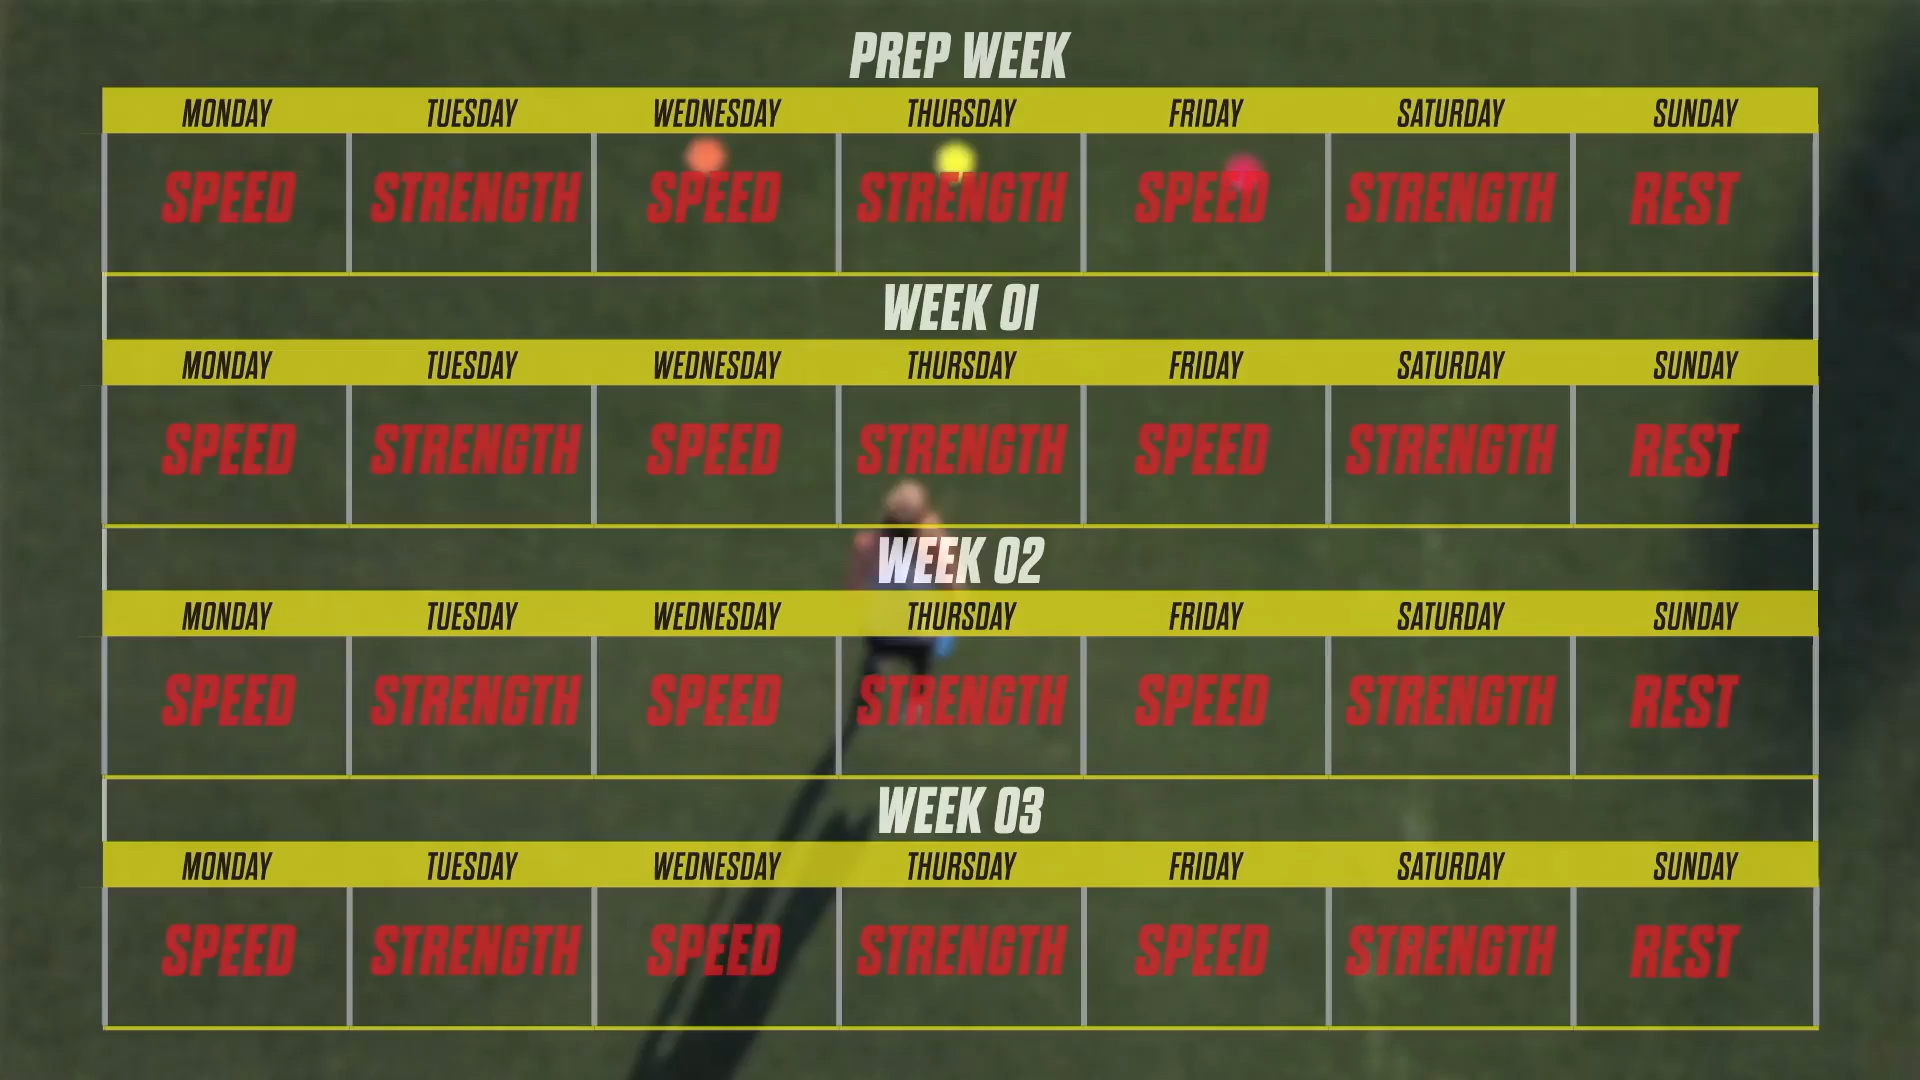 PREP WEEK
MONDAY TUESDAY WEDNESDAY THURSDAY FRIDAY SATURDAY SUNDAY
SPEED STRENGTH SPEED STRENGTH SPEED STRENGTH REST
WEEK 01
MONDAY TUESDAY WEDNESDAY THURSDAY FRIDAY SATURDAY SUNDAY
SPEED STRENGTH SPEED STRENGTH SPEED STRENGTH REST
WEEK 02
MONDAY TUESDAY WEDNESDAY THURSDAY FRIDAY SATURDAY SUNDAY
SPEED STRENGTH SPEED STRENGTH SPEED STRENGTH REST
WEEK 03
MONDAY TUESDAY WEDNESDAY THURSDAY FRIDAY SATURDAY SUNDAY
SPEED STRENGTH SPEED STRENGTH SPEED STRENGTH REST